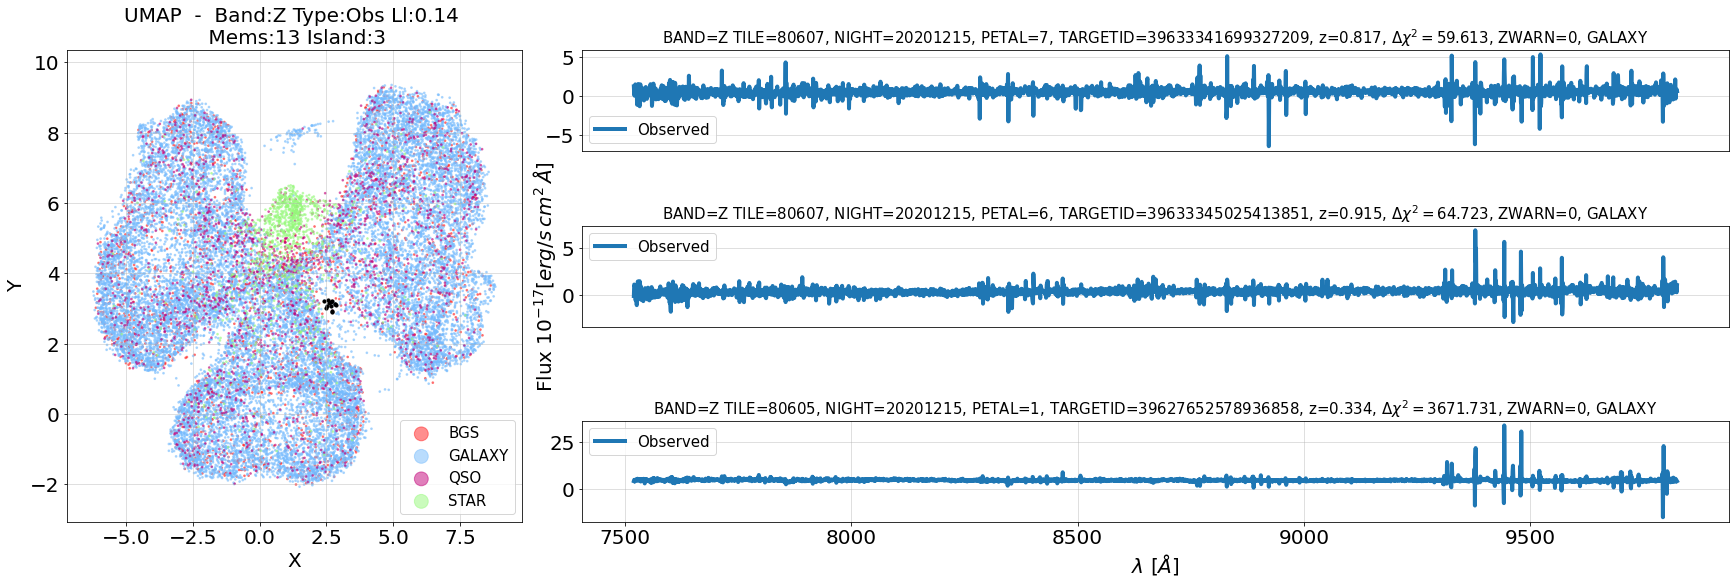 UMAP - Band:Z Type:Obs Ll:0.14
Mems:13 Island:3
10
8
6
4
2
0
−2
Y
−5.0 −2.5 0.0 2.5 5.0 7.5
X
BGS
GALAXY
QSO
STAR
Flux 10^{-17}[erg/s cm^2 Å]
BAND=Z TILE=80607, NIGHT=20201215, PETAL=7, TARGETID=39633341699327209, z=0.817, Δχ² = 59.613, ZWARN=0, GALAXY
5
0
−5
Observed
BAND=Z TILE=80607, NIGHT=20201215, PETAL=6, TARGETID=39633345025413851, z=0.915, Δχ² = 64.723, ZWARN=0, GALAXY
5
0
Observed
BAND=Z TILE=80605, NIGHT=20201215, PETAL=1, TARGETID=39627652578936858, z=0.334, Δχ² = 3671.731, ZWARN=0, GALAXY
25
0
Observed
7500 8000 8500 9000 9500
λ [Å]